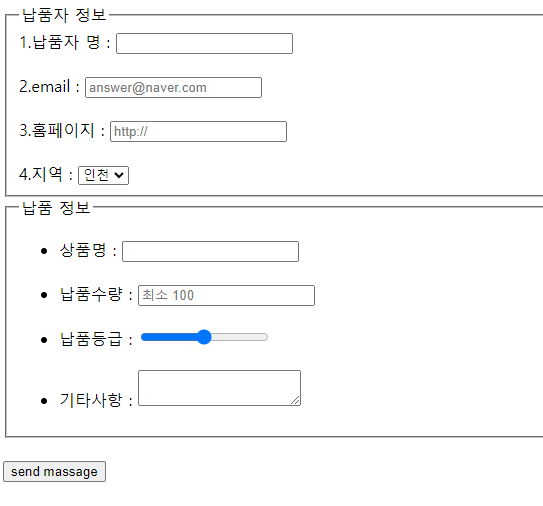 납품자 정보
1.납품자 명 :
2.email : answer@naver.com
3.홈페이지 : http://
4.지역 : 인천
납품 정보
상품명 :
납품수량 : 최소 100
납품등급 :
기타사항 :
send massage